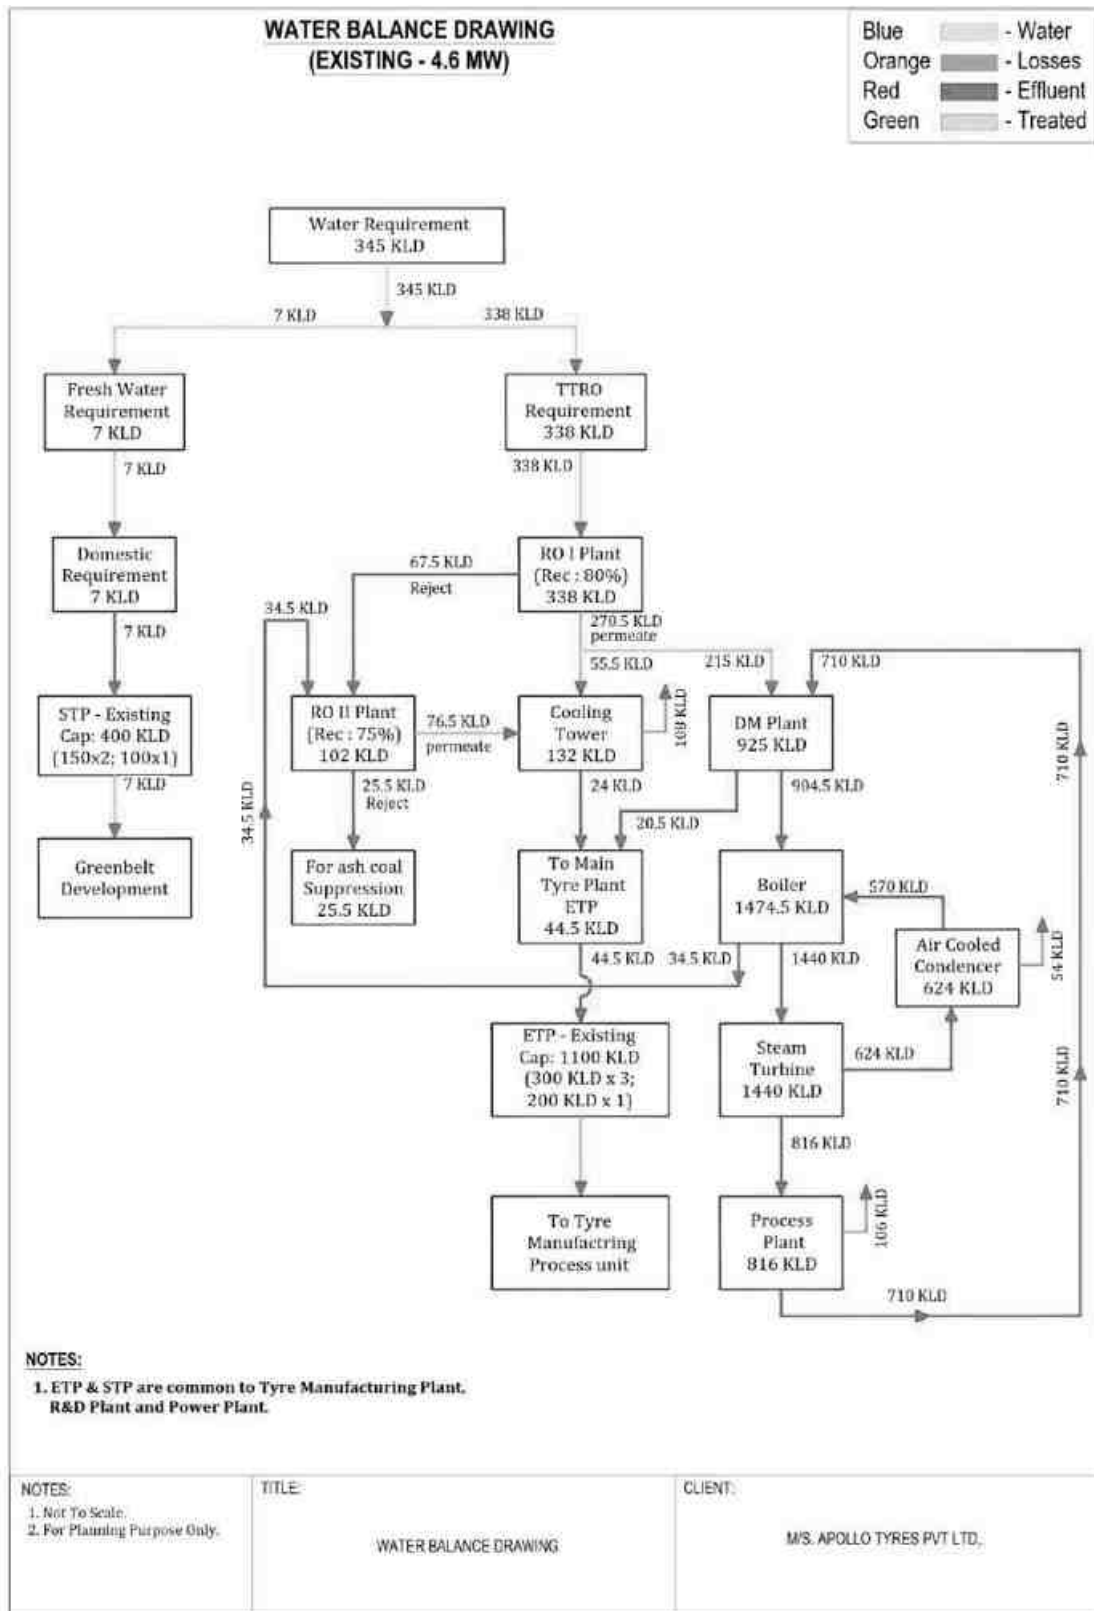 WATER BALANCE DRAWING
(EXISTING - 4.6 MW)
Blue - Water
Orange - Losses
Red - Effluent
Green - Treated
Water Requirement
345 KLD
345 KLD
7 KLD
338 KLD
Fresh Water
Requirement
7 KLD
TTRO
Requirement
338 KLD
7 KLD
338 KLD
Domestic
Requirement
7 KLD
67.5 KLD
Reject
RO I Plant
(Rec : 80%)
338 KLD
34.5 KLD
7 KLD
270.5 KLD
permeate
55.5 KLD
215 KLD
710 KLD
STP - Existing
Cap: 400 KLD
(150x2; 100x1)
RO II Plant
(Rec : 75%)
102 KLD
76.5 KLD
permeate
Cooling
Tower
132 KLD
108 KLD
DM Plant
925 KLD
710 KLD
7 KLD
25.5 KLD
Reject
24 KLD
904.5 KLD
34.5 KLD
20.5 KLD
Greenbelt
Development
For ash coal
Suppression
25.5 KLD
To Main
Tyre Plant
ETP
44.5 KLD
Boiler
1474.5 KLD
570 KLD
Air Cooled
Condencer
624 KLD
54 KLD
44.5 KLD
34.5 KLD
1440 KLD
ETP - Existing
Cap: 1100 KLD
(300 KLD x 3;
200 KLD x 1)
Steam
Turbine
1440 KLD
624 KLD
710 KLD
816 KLD
To Tyre
Manufactring
Process unit
Process
Plant
816 KLD
106 KLD
710 KLD
NOTES:
1. ETP & STP are common to Tyre Manufacturing Plant,
R&D Plant and Power Plant.
NOTES:
1. Not To Scale.
2. For Planning Purpose Only.
TITLE:
WATER BALANCE DRAWING
CLIENT:
M/S. APOLLO TYRES PVT LTD,